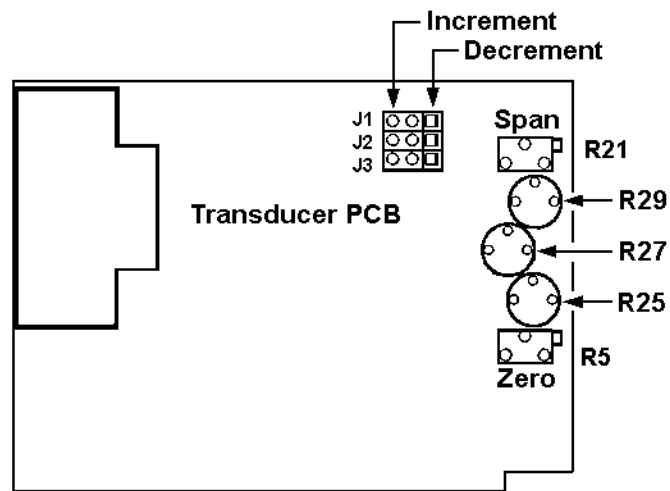 Increment
Decrement
J1
J2
J3
Span
R21
R29
Transducer PCB
R27
R25
R5
Zero